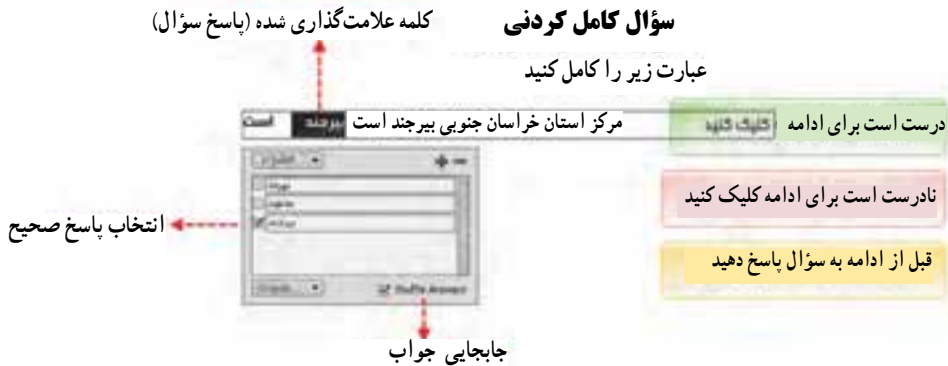 سؤال کامل کردنی
کلمه علامت‌گذاری شده (پاسخ سؤال)
عبارت زیر را کامل کنید
مرکز استان خراسان جنوبی بیرجند است بیرجند است
درست است برای ادامه کلیک کنید
نادرست است برای ادامه کلیک کنید
انتخاب پاسخ صحیح
قبل از ادامه به سؤال پاسخ دهید
Shuffle Answers
جابجایی جواب